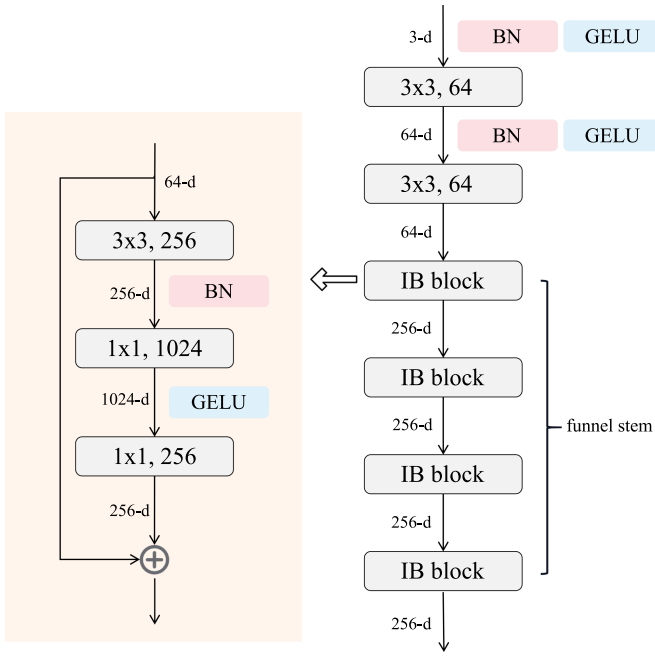 64-d
3x3, 256
256-d
BN
1x1, 1024
1024-d
GELU
1x1, 256
256-d
3-d
BN
GELU
3x3, 64
64-d
BN
GELU
3x3, 64
64-d
IB block
256-d
IB block
256-d
IB block
256-d
IB block
256-d
funnel stem